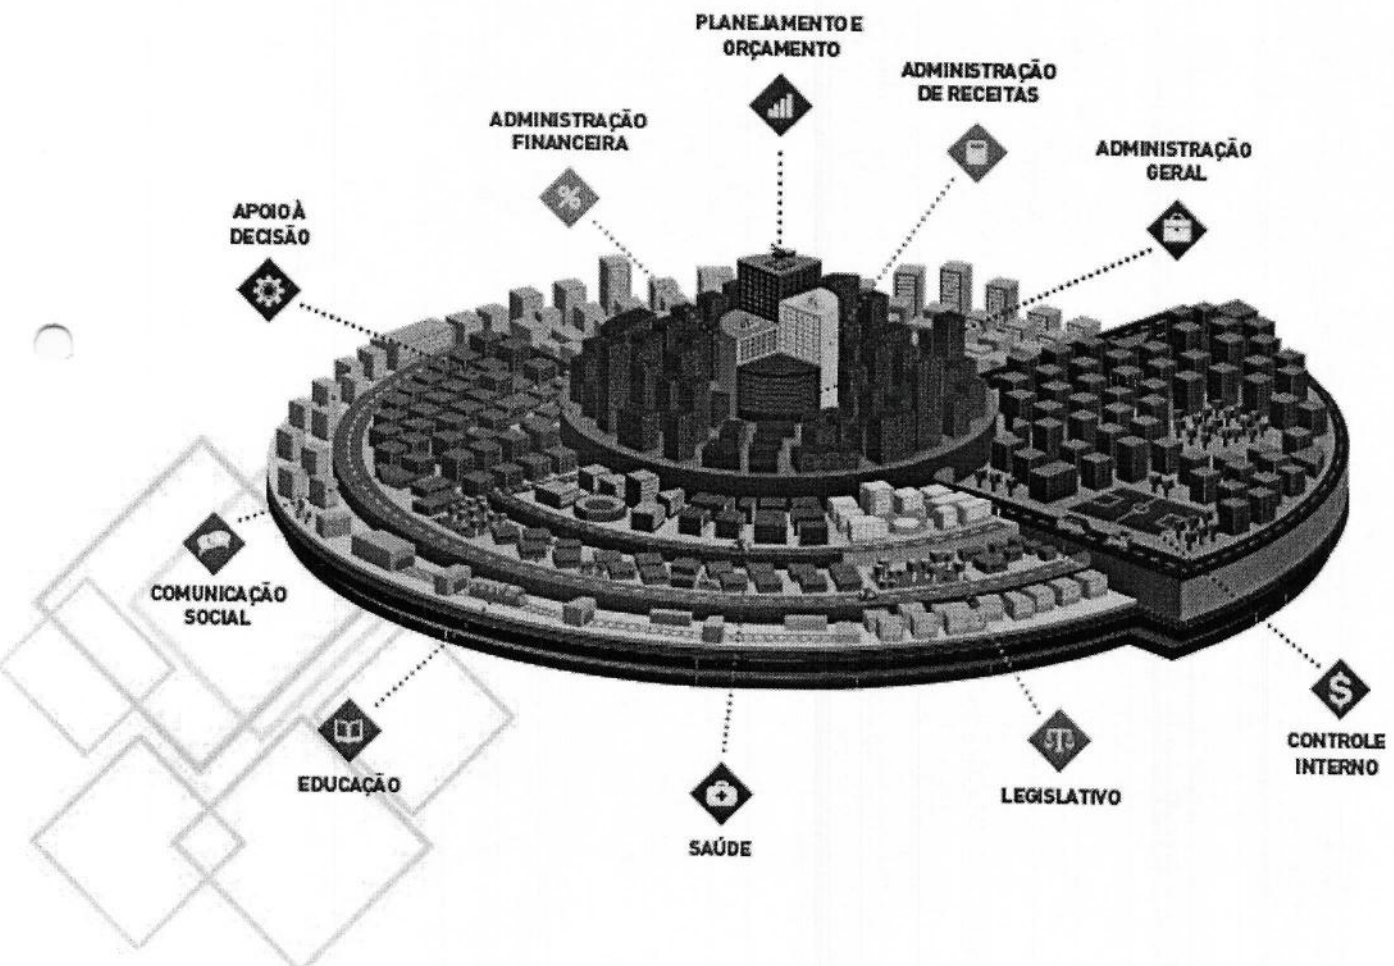 PLANEJAMENTO E
ORÇAMENTO
ADMINISTRAÇÃO
DE RECEITAS
ADMINISTRAÇÃO
FINANCEIRA
ADMINISTRAÇÃO
GERAL
APOIO À
DECISÃO
COMUNICAÇÃO
SOCIAL
EDUCAÇÃO
SAÚDE
LEGISLATIVO
CONTROLE
INTERNO